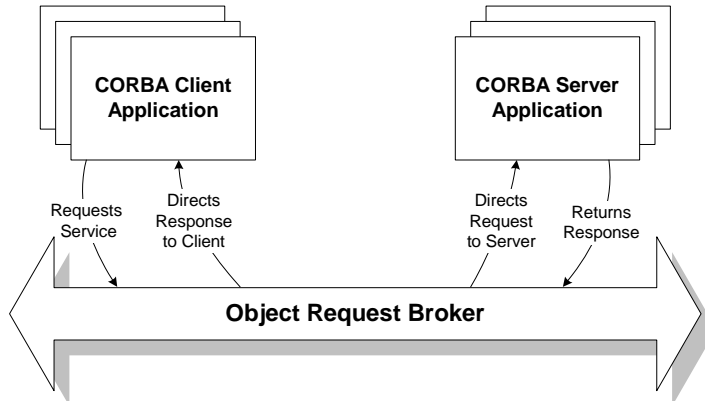 CORBA Client
Application
CORBA Server
Application
Requests
Service
Directs
Response
to Client
Directs
Request
to Server
Returns
Response
Object Request Broker